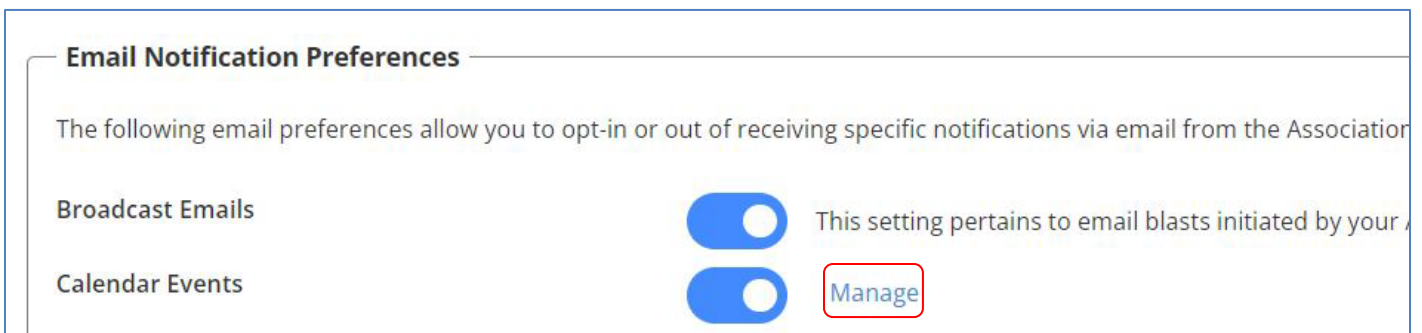 Email Notification Preferences
The following email preferences allow you to opt-in or out of receiving specific notifications via email from the Association
Broadcast Emails
This setting pertains to email blasts initiated by your
Calendar Events
Manage